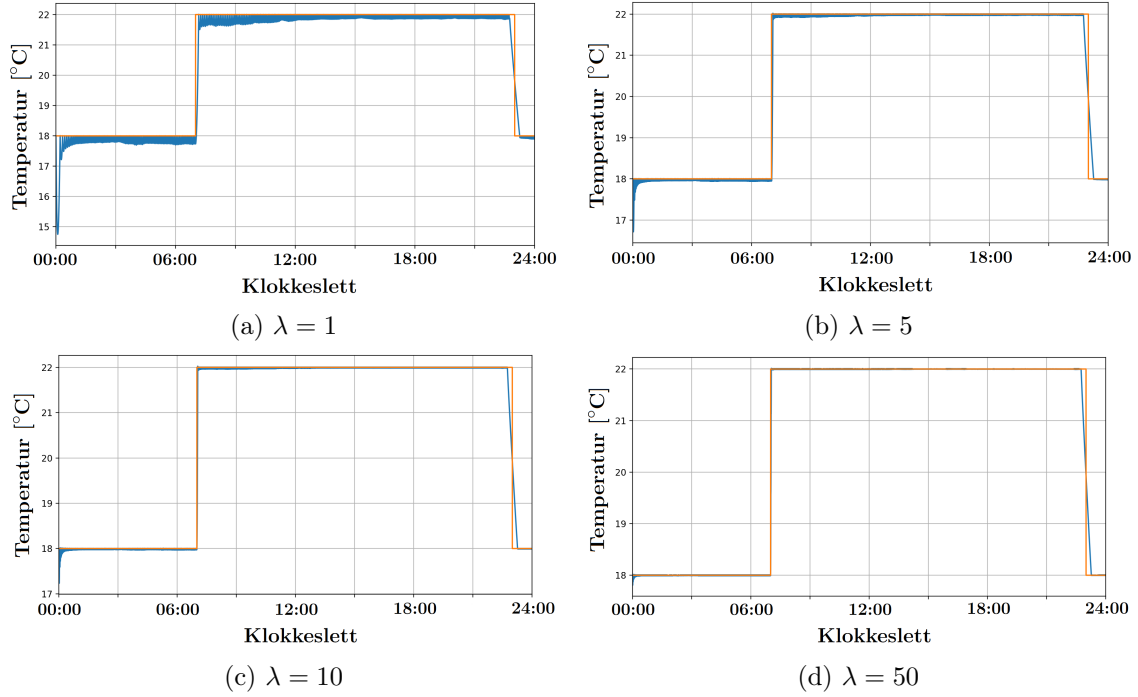 Temperatur [°C]
22
21
20
19
18
17
16
15
00:00 06:00 12:00 18:00 24:00
Klokkeslett
(a) λ = 1
Temperatur [°C]
22
21
20
19
18
17
00:00 06:00 12:00 18:00 24:00
Klokkeslett
(b) λ = 5
Temperatur [°C]
22
21
20
19
18
17
00:00 06:00 12:00 18:00 24:00
Klokkeslett
(c) λ = 10
Temperatur [°C]
22
21
20
19
18
00:00 06:00 12:00 18:00 24:00
Klokkeslett
(d) λ = 50